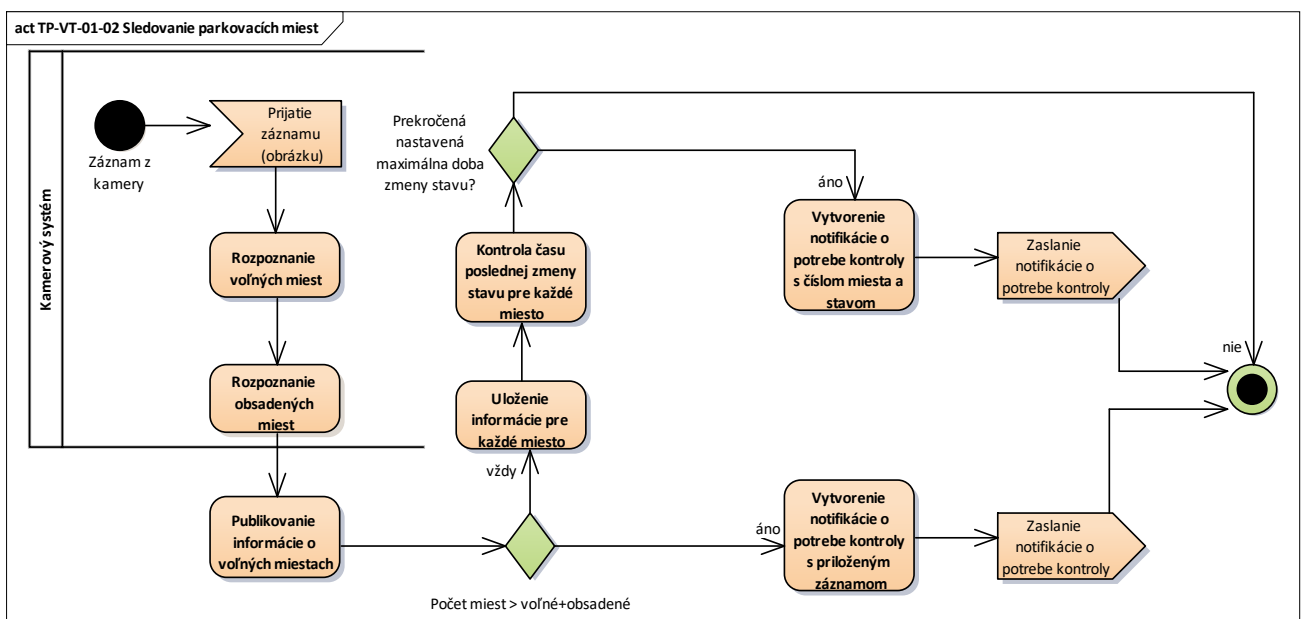 act TP-VT-01-02 Sledovanie parkovacích miest
Kamerový systém
Záznam z
kamery
Prijatie
záznamu
(obrázku)
Rozpoznanie
voľných miest
Rozpoznanie
obsadených
miest
Publikovanie
informácie o
voľných miestach
Počet miest > voľné+obsadené
vždy
Uloženie
informácie pre
každé miesto
Kontrola času
poslednej zmeny
stavu pre každé
miesto
Prekročená
nastavená
maximálna doba
zmeny stavu?
áno
Vytvorenie
notifikácie o
potrebe kontroly
s číslom miesta a
stavom
Zaslanie
notifikácie o
potrebe kontroly
nie
áno
Vytvorenie
notifikácie o
potrebe kontroly
s priloženým
záznamom
Zaslanie
notifikácie o
potrebe kontroly